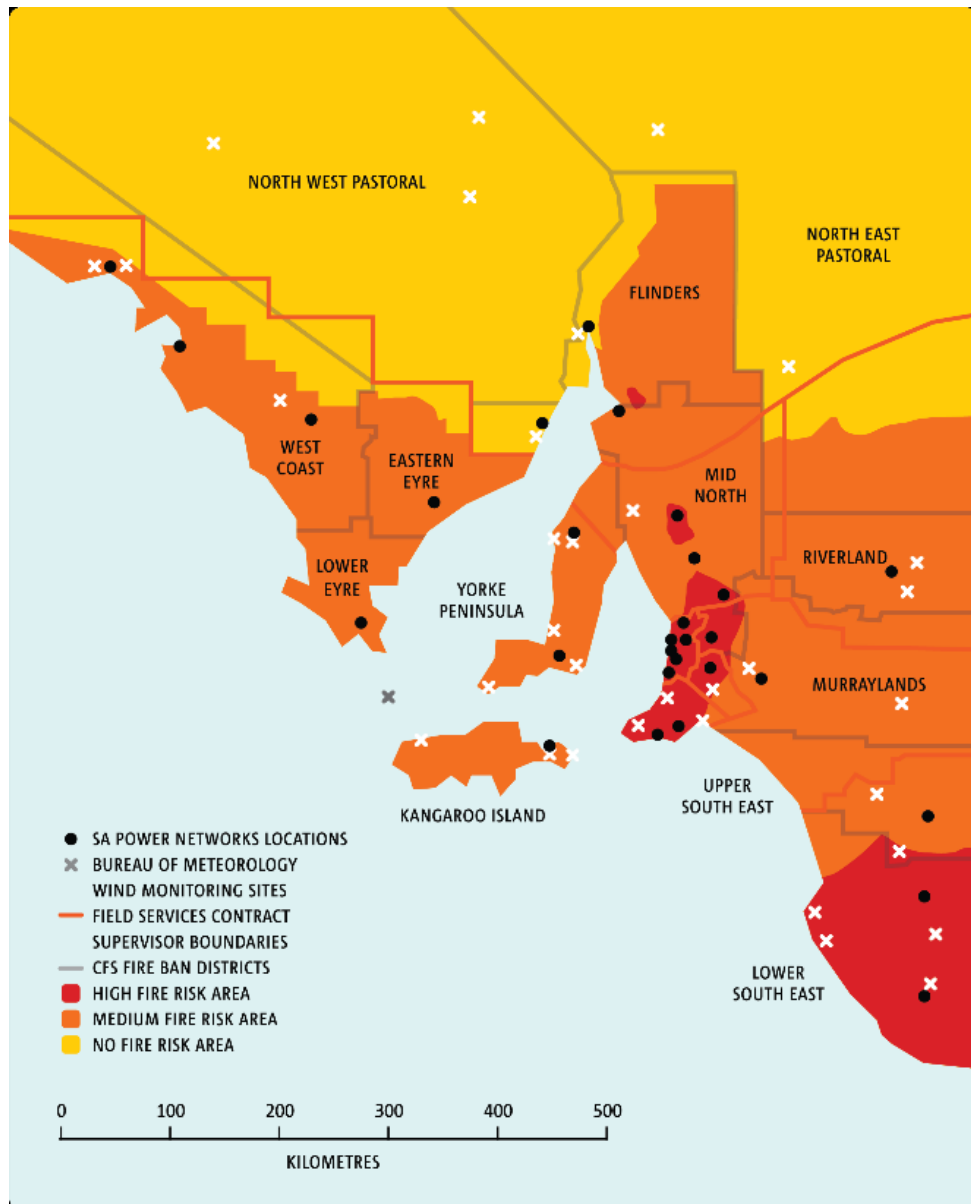 NORTH WEST PASTORAL
NORTH EAST
PASTORAL
FLINDERS
WEST
COAST
EASTERN
EYRE
MID
NORTH
LOWER
EYRE
YORKE
PENINSULA
RIVERLAND
MURRAYLANDS
KANGAROO ISLAND
UPPER
SOUTH EAST
LOWER
SOUTH EAST
SA POWER NETWORKS LOCATIONS
BUREAU OF METEOROLOGY
WIND MONITORING SITES
FIELD SERVICES CONTRACT
SUPERVISOR BOUNDARIES
CFS FIRE BAN DISTRICTS
HIGH FIRE RISK AREA
MEDIUM FIRE RISK AREA
NO FIRE RISK AREA
0 100 200 300 400 500
KILOMETRES